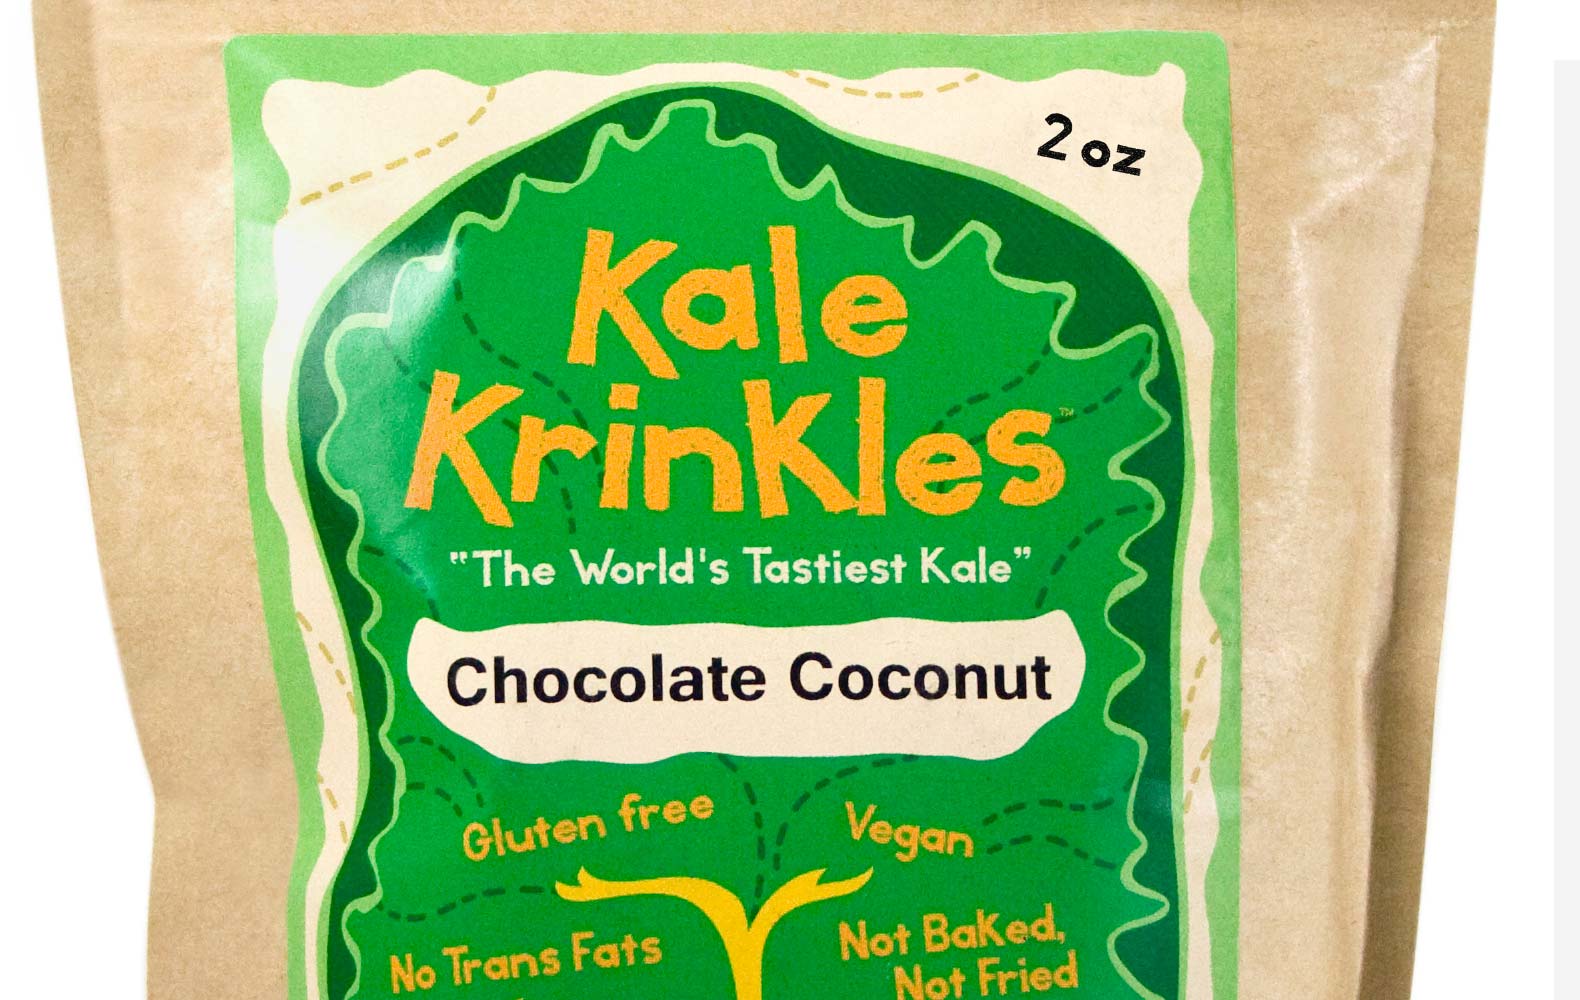 2 oz
Kale
Krinkles™
"The World's Tastiest Kale"
Chocolate Coconut
Gluten free
Vegan
No Trans Fats
Not Baked,
Not Fried